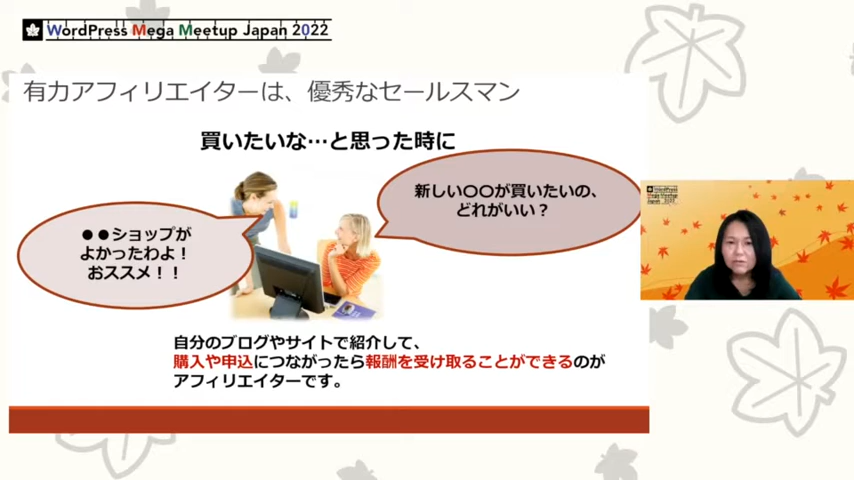 WordPress Mega Meetup Japan 2022
有力アフィリエイターは、優秀なセールスマン
買いたいな…と思った時に
新しい〇〇が買いたいの、
どれがいい？
●●ショップが
よかったわよ！
おススメ！！
自分のブログやサイトで紹介して、
購入や申込につながったら報酬を受け取ることができるのが
アフィリエイターです。
WordPress
Mega Meetup
Japan 2022